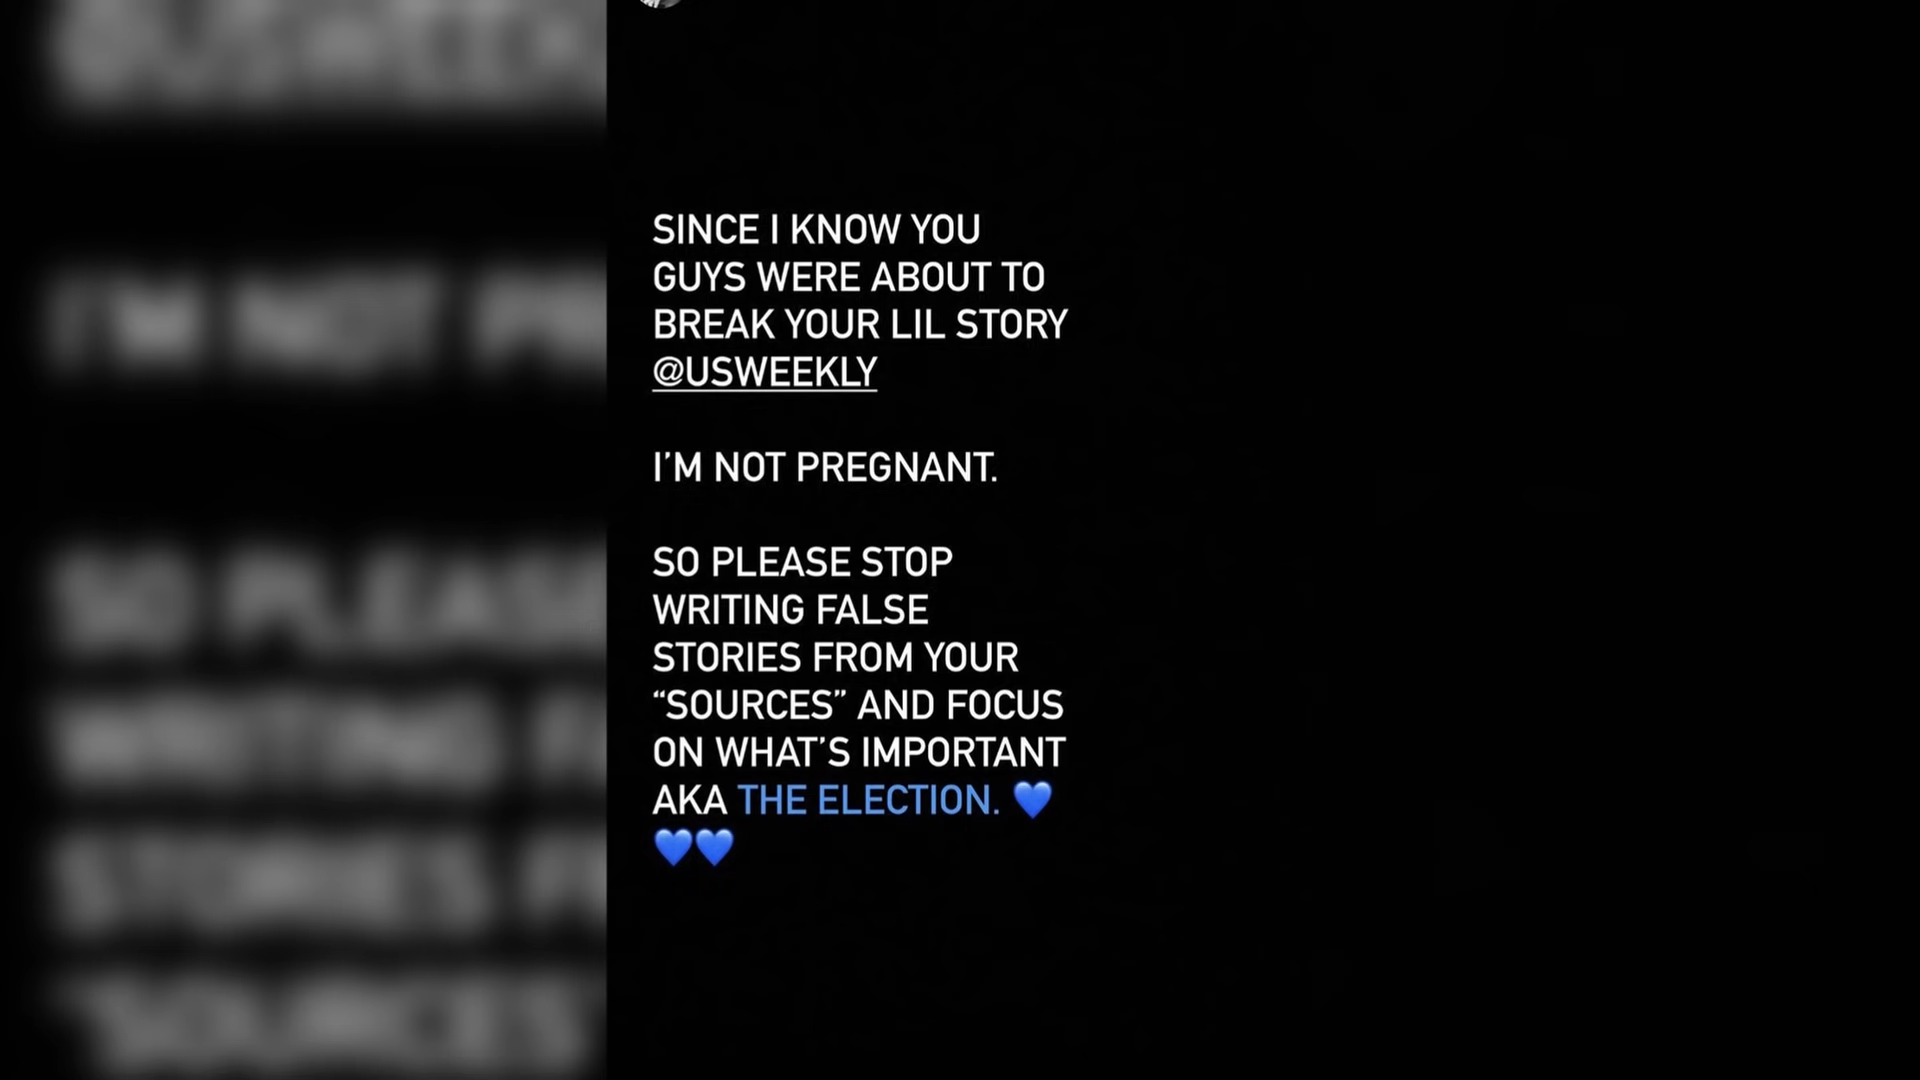 SINCE I KNOW YOU
GUYS WERE ABOUT TO
BREAK YOUR LIL STORY
@USWEEKLY
I’M NOT PREGNANT.
SO PLEASE STOP
WRITING FALSE
STORIES FROM YOUR
“SOURCES” AND FOCUS
ON WHAT’S IMPORTANT
AKA THE ELECTION. 💙
💙💙